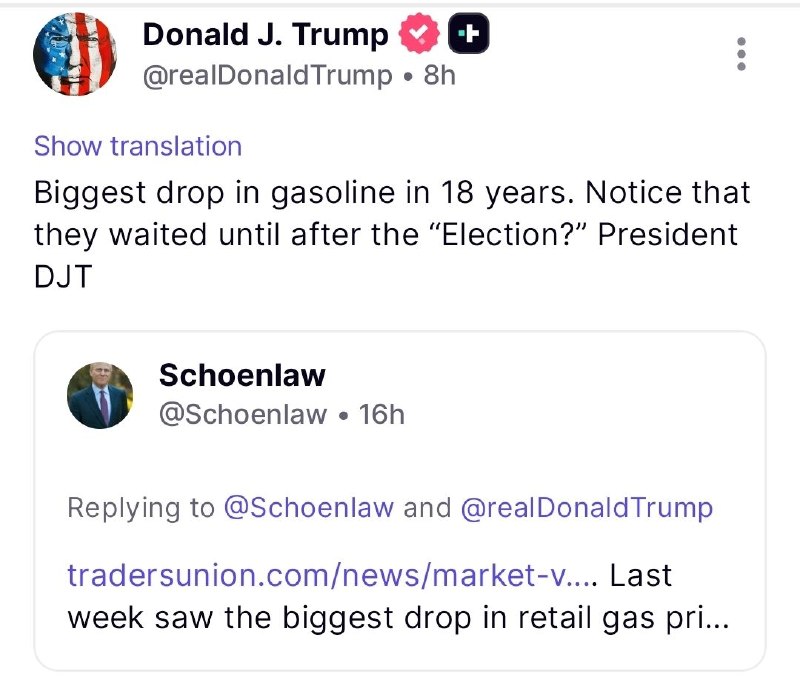 Donald J. Trump
@realDonaldTrump • 8h
Show translation
Biggest drop in gasoline in 18 years. Notice that
they waited until after the “Election?” President
DJT
Schoenlaw
@Schoenlaw • 16h
Replying to @Schoenlaw and @realDonaldTrump
tradersunion.com/news/market-v.... Last
week saw the biggest drop in retail gas pri...